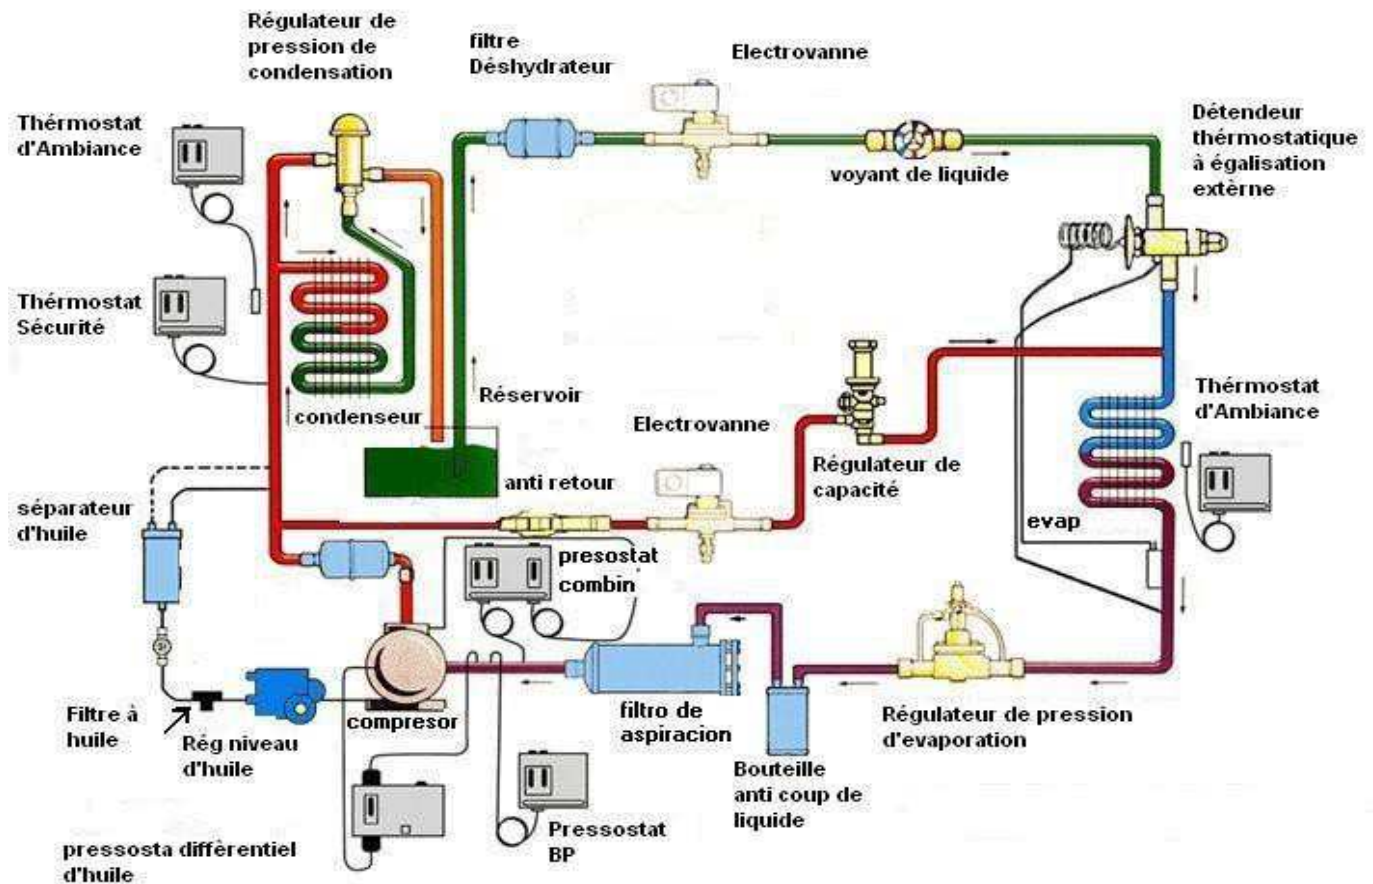 Régulateur de
pression de
condensation
filtre
Déshydrateur
Electrovanne
Thérmostat
d'Ambiance
Détendeur
thérmostatique
à égalisation
extèrne
voyant de liquide
Thérmostat
Sécurité
Réservoir
condenseur
Electrovanne
Thérmostat
d'Ambiance
Régulateur de
capacité
anti retour
séparateur
d'huile
evap
presostat
combin
Filtre à
huile
Rég niveau
d'huile
compresor
filtro de
aspiracion
Régulateur de pression
d'evaporation
Bouteille
anti coup de
liquide
Pressostat
BP
pressosta diffèrentiel
d'huile